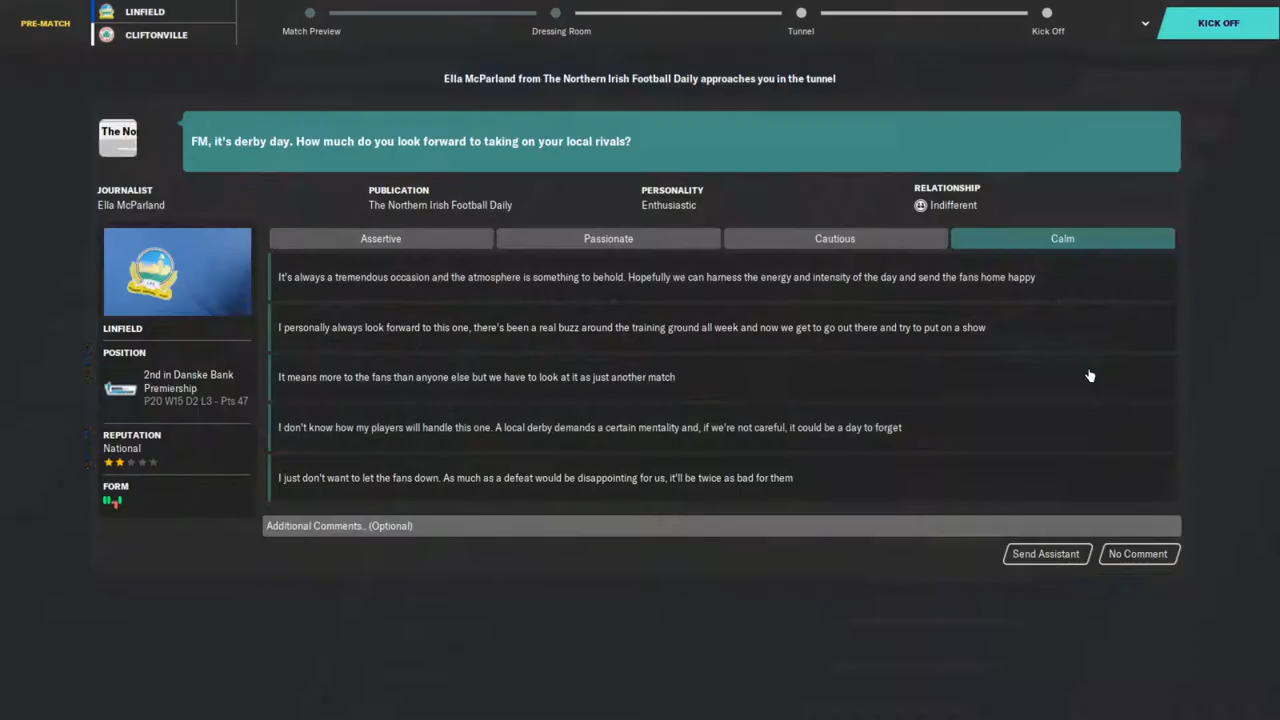 PRE-MATCH
LINFIELD
CLIFTONVILLE
Match Preview
Dressing Room
Tunnel
Kick Off
KICK OFF
Ella McParland from The Northern Irish Football Daily approaches you in the tunnel
The No
FM, it's derby day. How much do you look forward to taking on your local rivals?
JOURNALIST
Ella McParland
PUBLICATION
The Northern Irish Football Daily
PERSONALITY
Enthusiastic
RELATIONSHIP
Indifferent
Assertive
Passionate
Cautious
Calm
It's always a tremendous occasion and the atmosphere is something to behold. Hopefully we can harness the energy and intensity of the day and send the fans home happy
I personally always look forward to this one, there's been a real buzz around the training ground all week and now we get to go out there and try to put on a show
It means more to the fans than anyone else but we have to look at it as just another match
I don't know how my players will handle this one. A local derby demands a certain mentality and, if we're not careful, it could be a day to forget
I just don't want to let the fans down. As much as a defeat would be disappointing for us, it'll be twice as bad for them
LINFIELD
POSITION
2nd in Danske Bank
Premiership
P20 W15 D2 L3 - Pts 47
REPUTATION
National
FORM
Additional Comments.. (Optional)
Send Assistant
No Comment